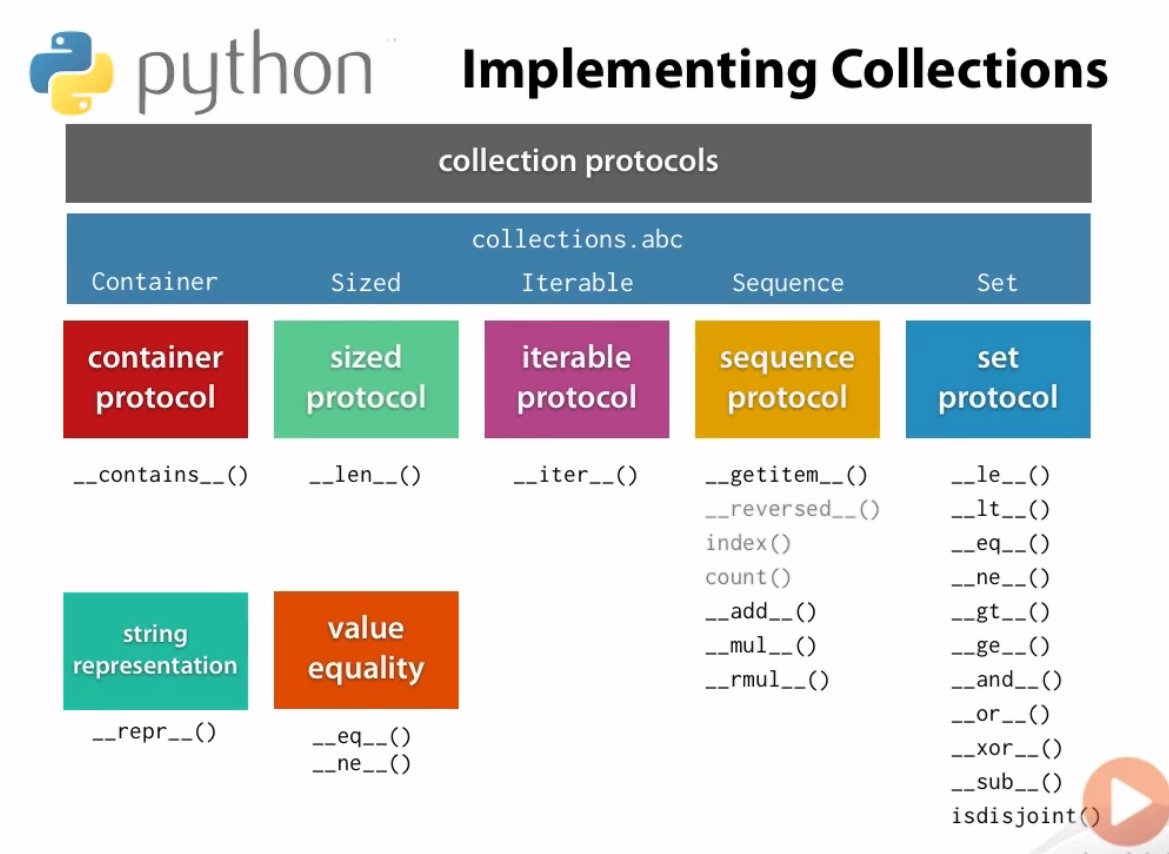 python
Implementing Collections
collection protocols
collections.abc
Container
Sized
Iterable
Sequence
Set
container
protocol
__contains__()
sized
protocol
__len__()
iterable
protocol
__iter__()
sequence
protocol
__getitem__()
__reversed__()
index()
count()
__add__()
__mul__()
__rmul__()
set
protocol
__le__()
__lt__()
__eq__()
__ne__()
__gt__()
__ge__()
__and__()
__or__()
__xor__()
__sub__()
isdisjoint()
string
representation
__repr__()
value
equality
__eq__()
__ne__()